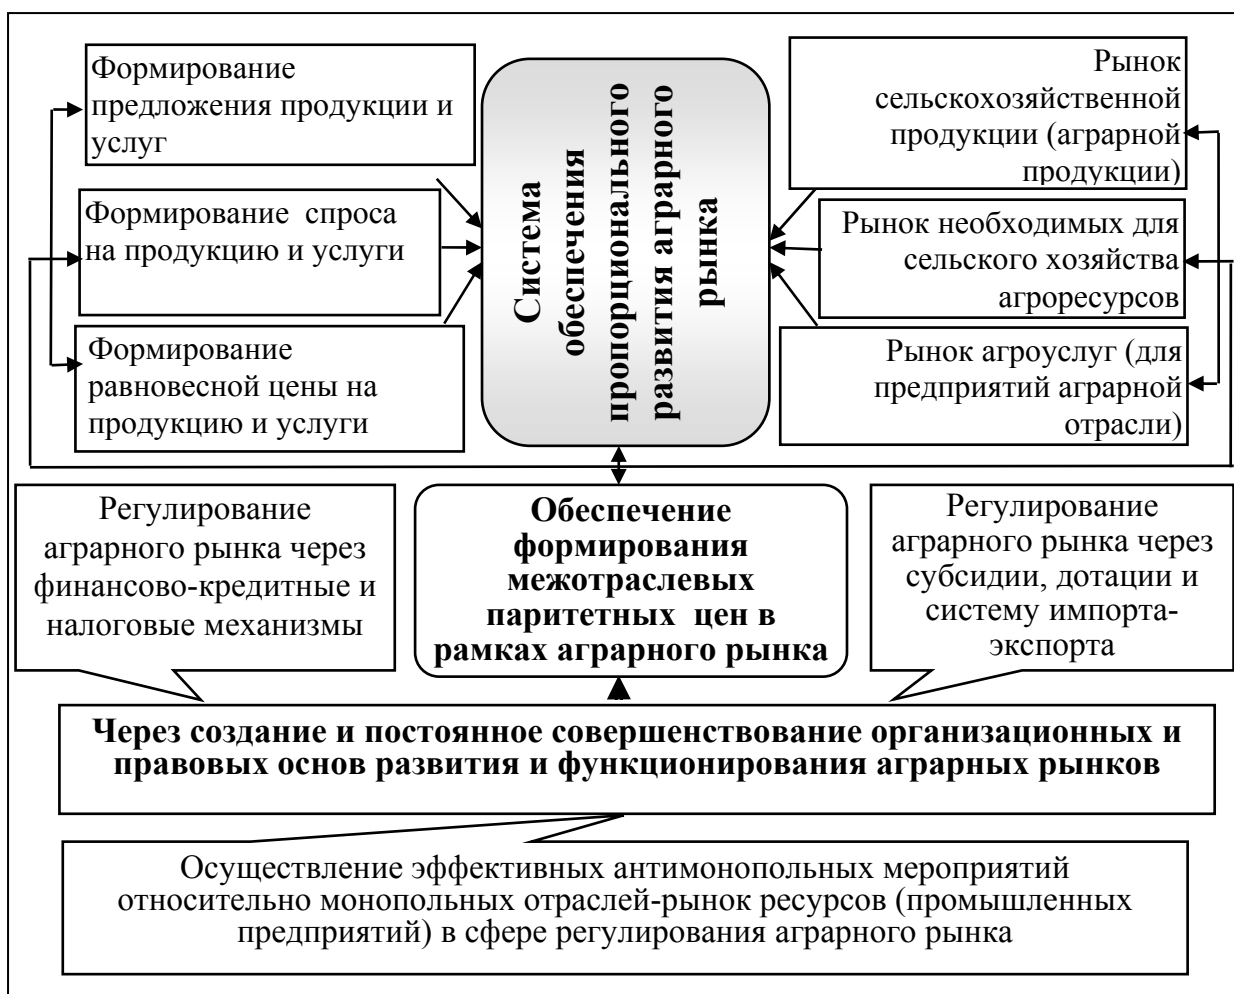 Формирование
предложения продукции и
услуг
Формирование  спроса
на продукцию и услуги
Формирование
равновесной цены на
продукцию и услуги
Система
обеспечения
пропорционального
развития аграрного
рынка
Рынок
сельскохозяйственной
продукции (аграрной
продукции)
Рынок необходимых для
сельского хозяйства
агроресурсов
Рынок агроуслуг (для
предприятий аграрной
отрасли)
Регулирование
аграрного рынка через
финансово-кредитные и
налоговые механизмы
Обеспечение
формирования
межотраслевых
паритетных  цен в
рамках аграрного рынка
Регулирование
аграрного рынка через
субсидии, дотации и
систему импорта-
экспорта
Через создание и постоянное совершенствование организационных и
правовых основ развития и функционирования аграрных рынков
Осуществление эффективных антимонопольных мероприятий
относительно монопольных отраслей-рынок ресурсов (промышленных
предприятий) в сфере регулирования аграрного рынка